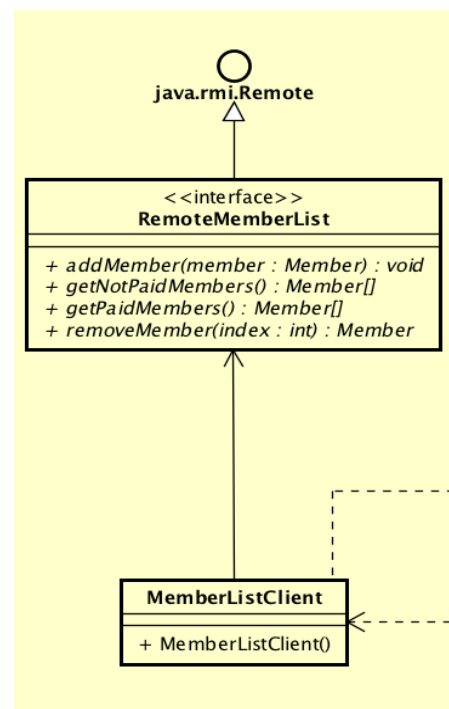 java.rmi.Remote
<<interface>>
RemoteMemberList
+ addMember(member : Member) : void
+ getNotPaidMembers() : Member[]
+ getPaidMembers() : Member[]
+ removeMember(index : int) : Member
MemberListClient
+ MemberListClient()